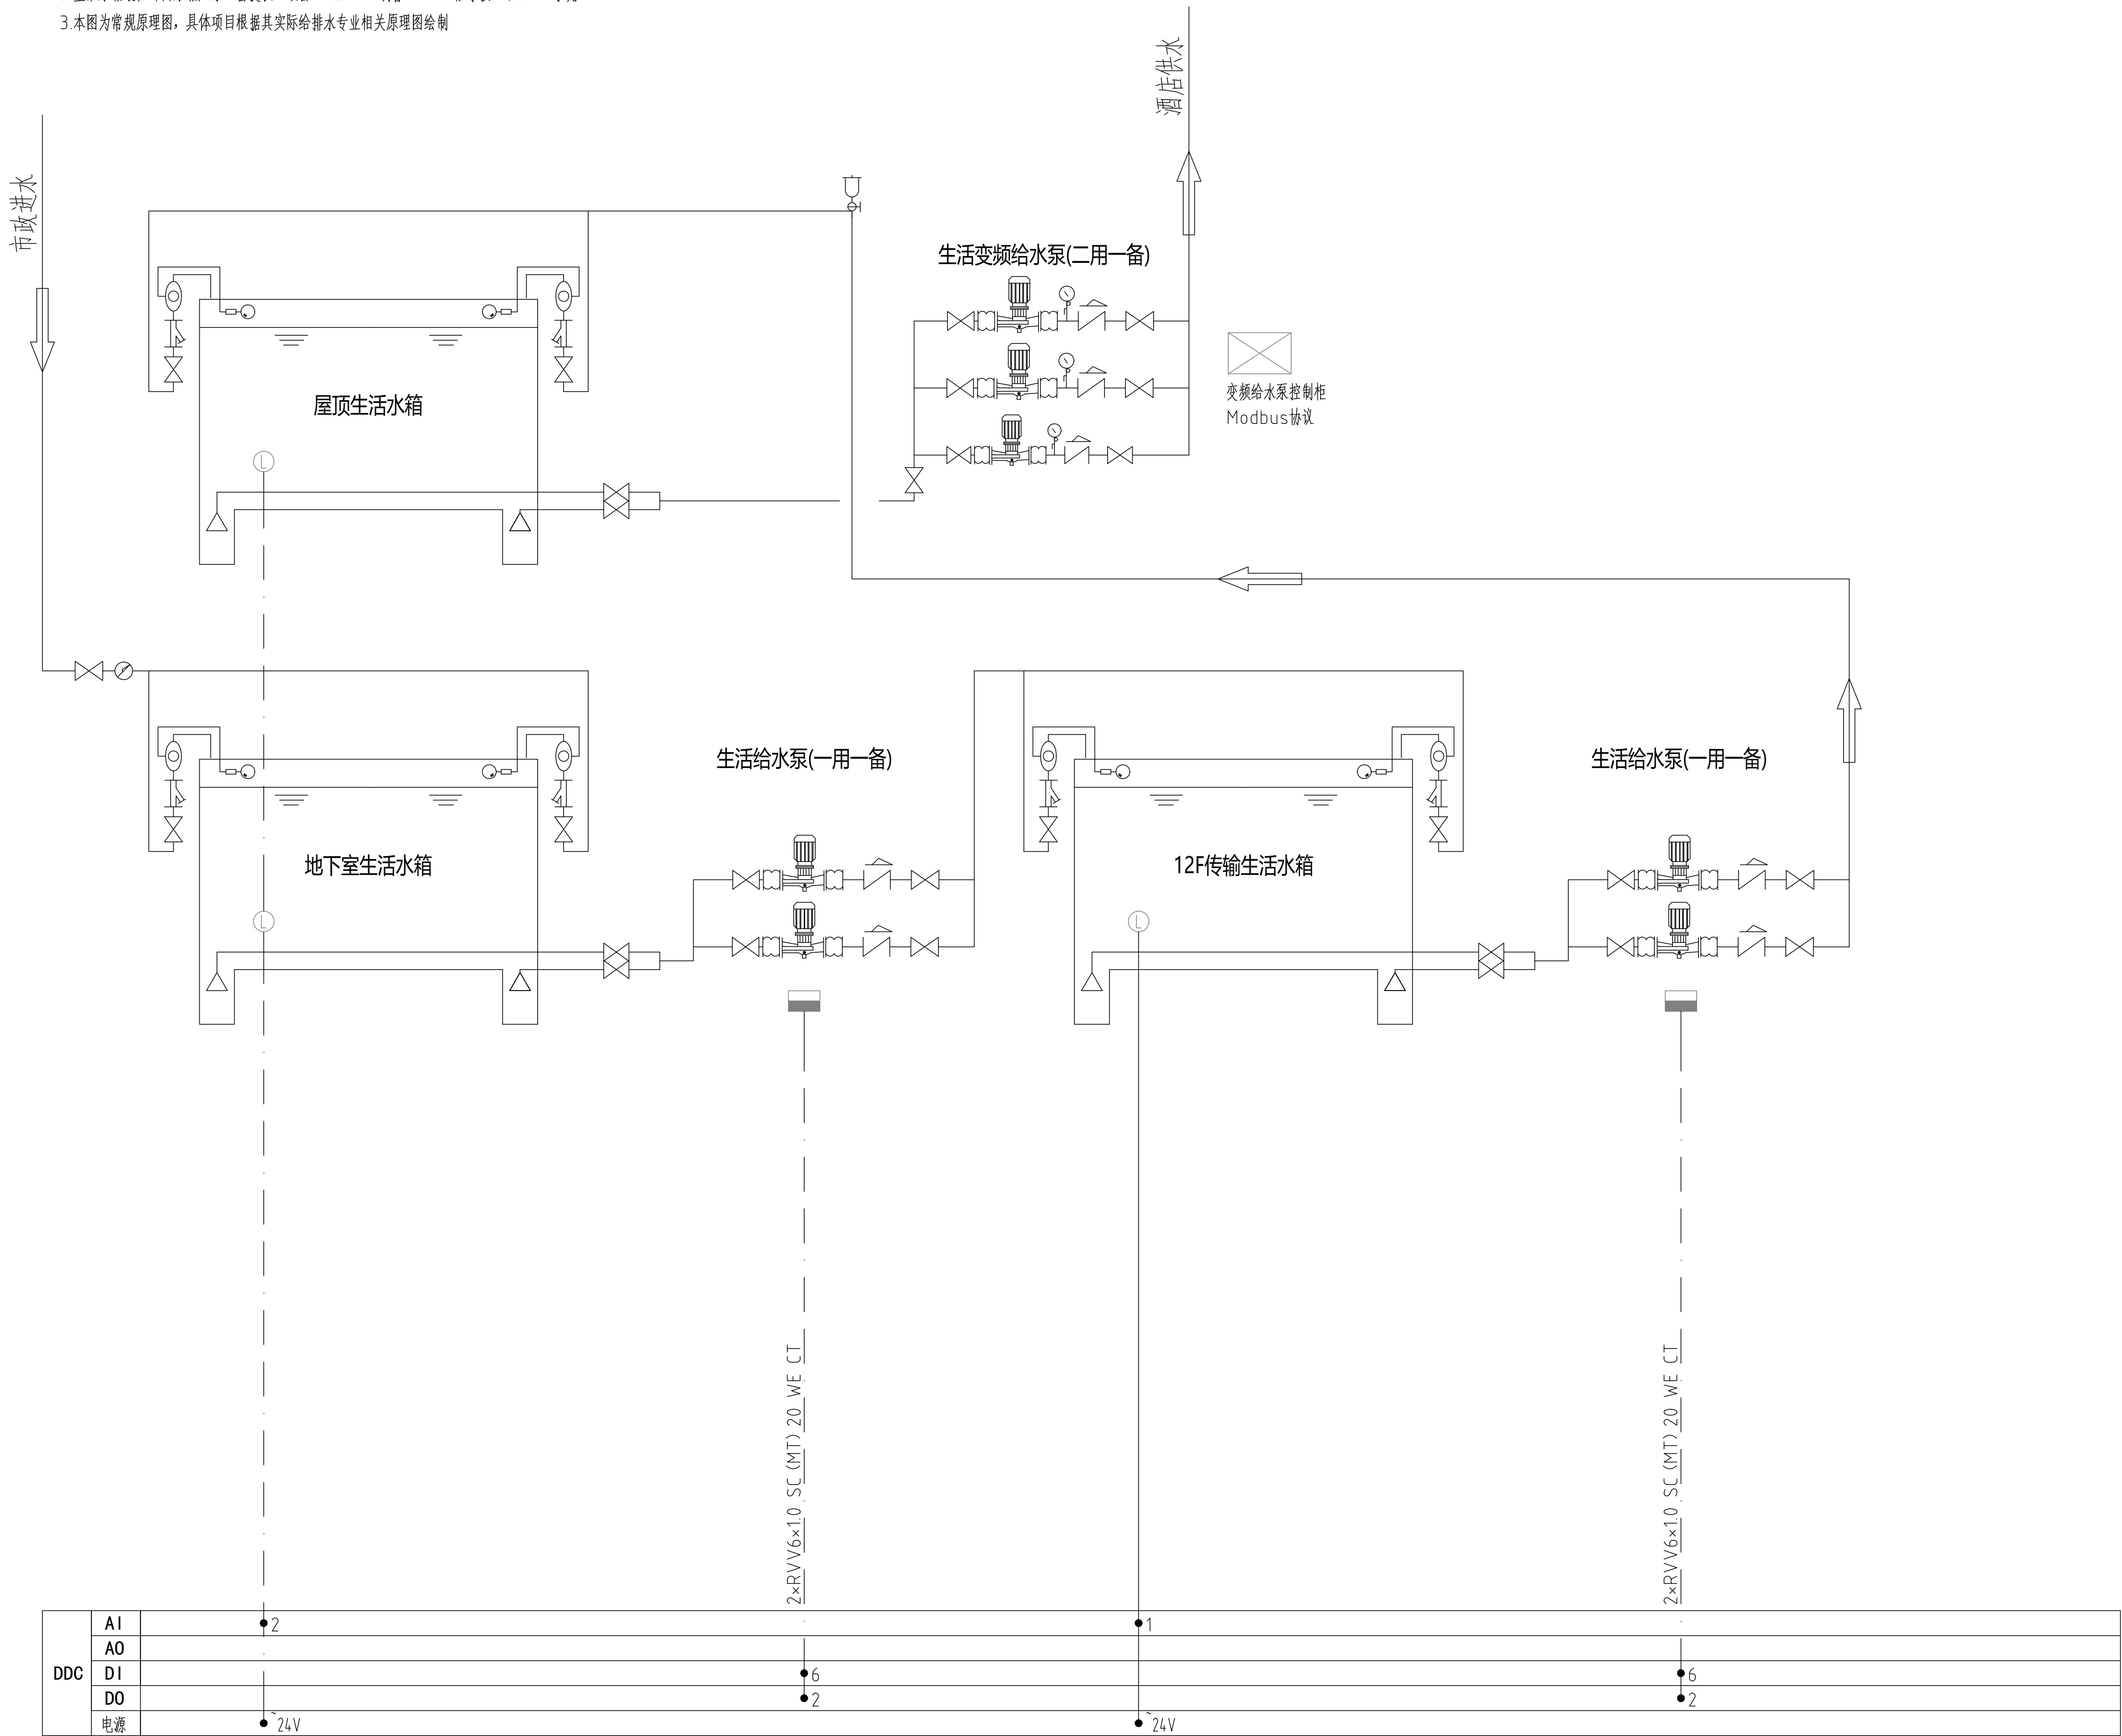 3.本图为常规原理图，具体项目根据其实际给排水专业相关原理图绘制
酒店供水
市政进水
生活变频给水泵(二用一备)
变频给水泵控制柜
Modbus协议
屋顶生活水箱
L
生活给水泵(一用一备)
生活给水泵(一用一备)
地下室生活水箱
12F传输生活水箱
L
L
2×RVV6×1.0 SC(MT)20 WE CT
2×RVV6×1.0 SC(MT)20 WE CT
DDC
AI 2 1
AO
DI 6 6
DO 2 2
电源 ~24V ~24V